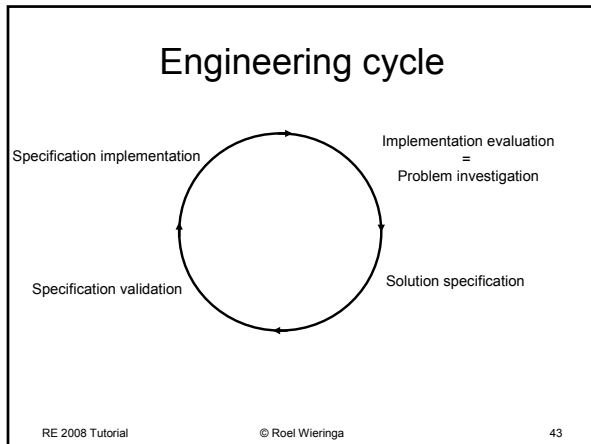 Engineering cycle
Specification implementation
Implementation evaluation
=
Problem investigation
Specification validation
Solution specification
RE 2008 Tutorial
© Roel Wieringa
43